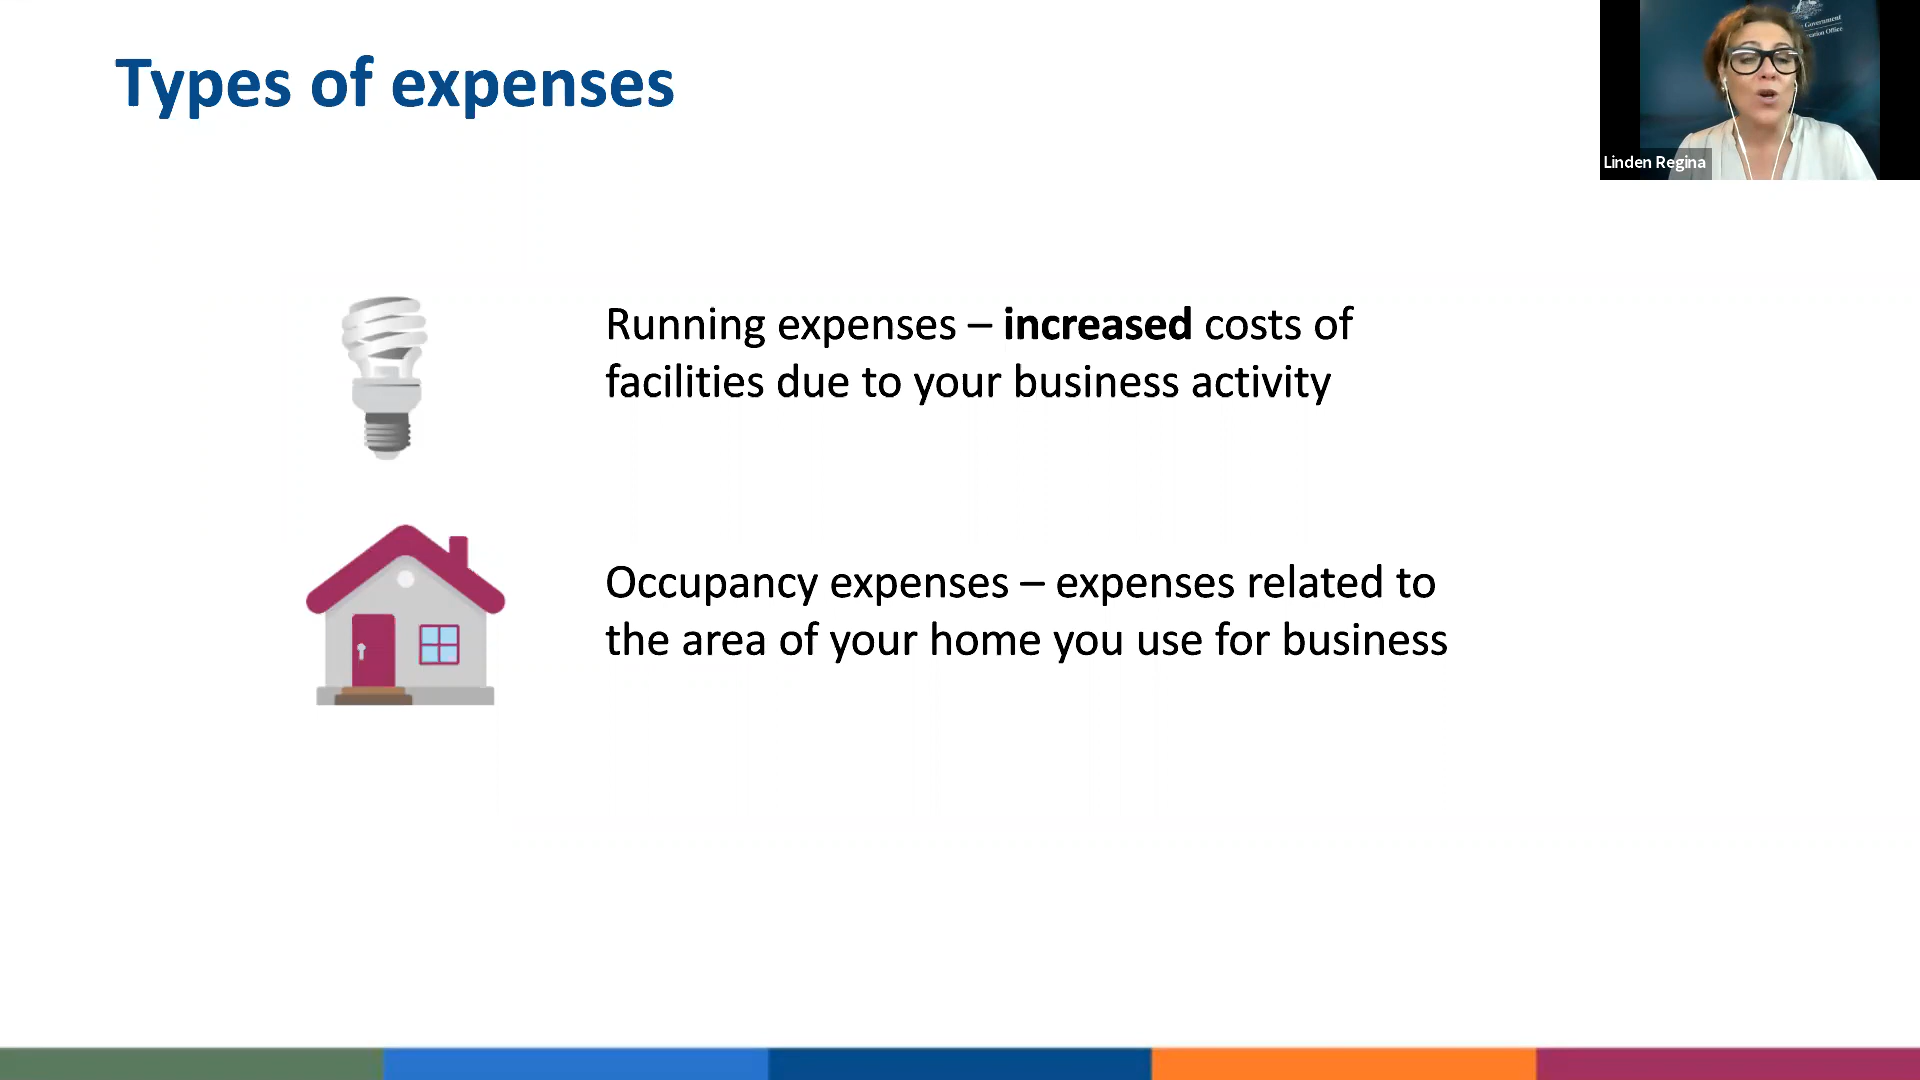 Types of expenses
Government
Linden Regina
Running expenses – increased costs of
facilities due to your business activity
Occupancy expenses – expenses related to
the area of your home you use for business